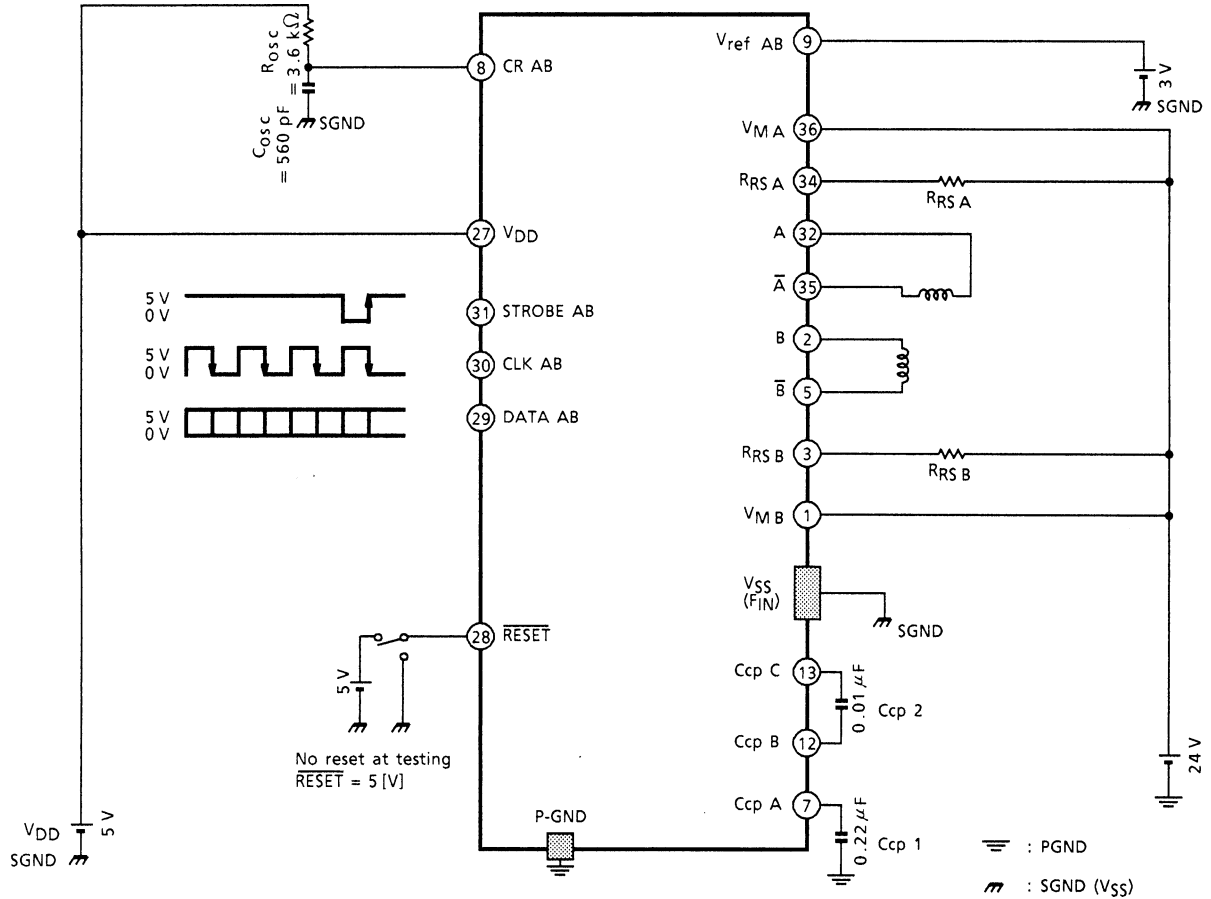 Rosc
= 3.6 kΩ
Cosc
= 560 pF
SGND
8
CR AB
27
VDD
5 V
0 V
31
STROBE AB
5 V
0 V
30
CLK AB
5 V
0 V
29
DATA AB
28
RESET
5 V
No reset at testing
RESET = 5 [V]
VDD
5 V
SGND
P-GND
Vref AB
9
3 V
SGND
VM A
36
RRS A
34
RRS A
A
32
A
35
B
2
B
5
RRS B
3
RRS B
VM B
1
VSS
(FIN)
SGND
Ccp C
13
0.01 μF
Ccp 2
Ccp B
12
Ccp A
7
0.22 μF
Ccp 1
24 V
: PGND
: SGND (VSS)